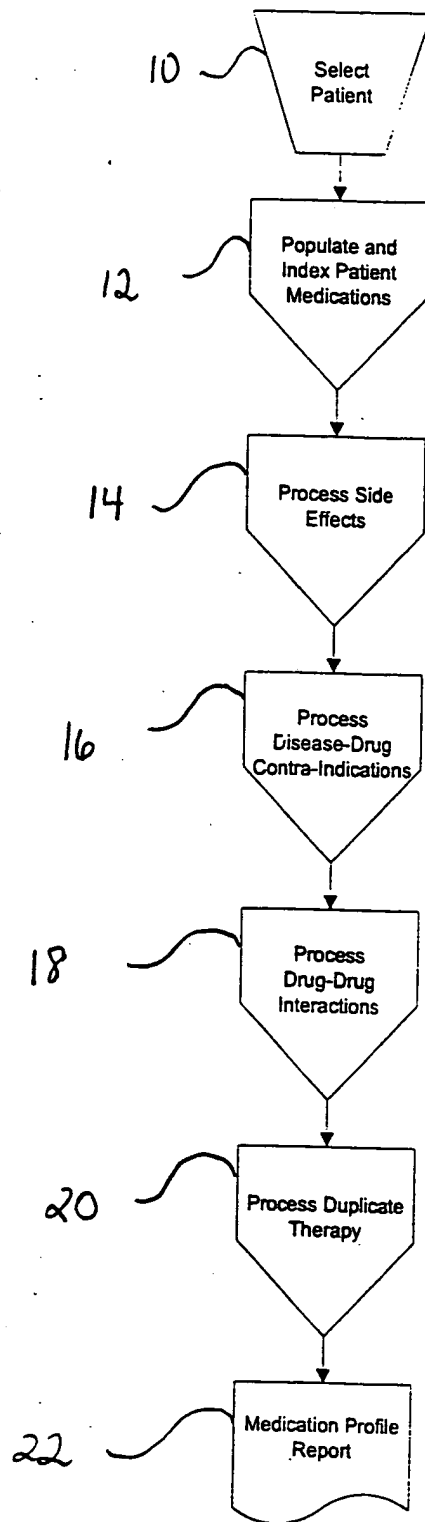 10
Select
Patient
12
Populate and
Index Patient
Medications
14
Process Side
Effects
16
Process
Disease-Drug
Contra-Indications
18
Process
Drug-Drug
Interactions
20
Process Duplicate
Therapy
22
Medication Profile
Report